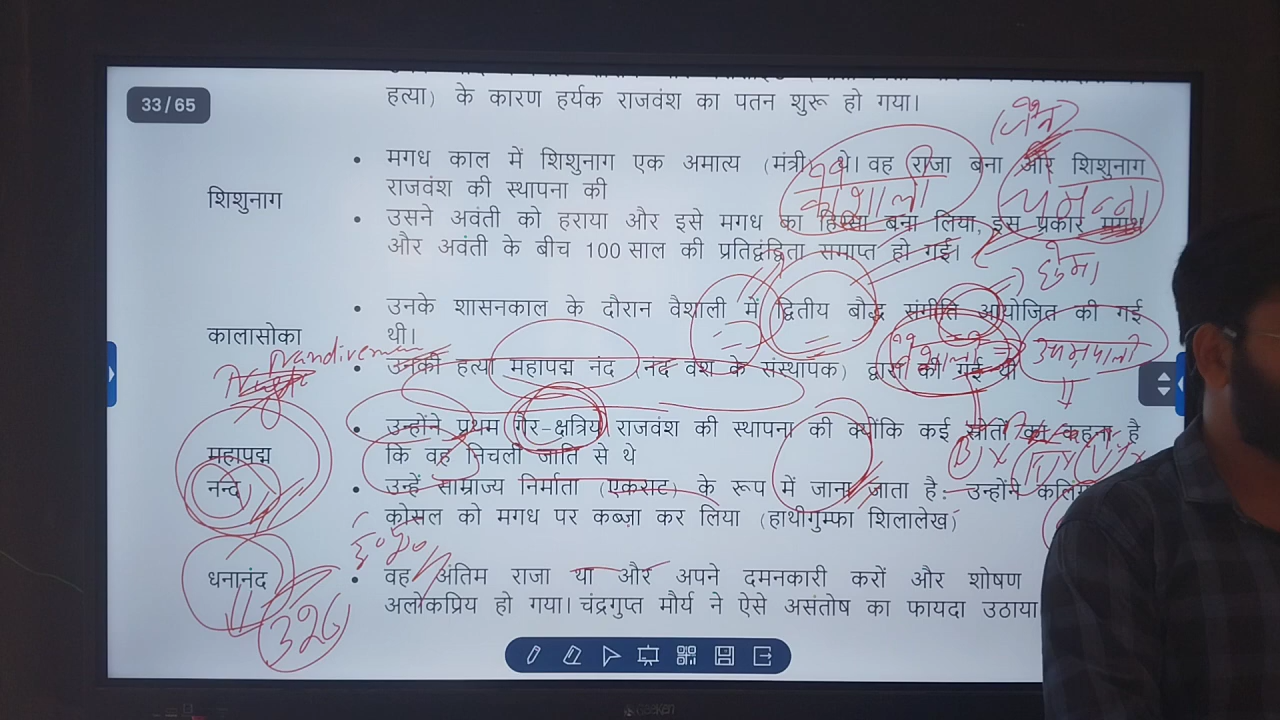 33/65
हत्या) के कारण हर्यक राजवंश का पतन शुरू हो गया।
शिशुनाग
• मगध काल में शिशुनाग एक अमात्य (मंत्री) थे। वह राजा बना और शिशुनाग
राजवंश की स्थापना की
• उसने अवंती को हराया और इसे मगध का हिस्सा बना लिया, इस प्रकार मगध
और अवंती के बीच 100 साल की प्रतिद्वंद्विता समाप्त हो गई।
कालासोका
• उनके शासनकाल के दौरान वैशाली में द्वितीय बौद्ध संगीति आयोजित की गई
थी।
• उनकी हत्या महापद्म नंद (नंद वंश के संस्थापक) द्वारा की गई थी
महापद्म
नन्द
• उन्होंने प्रथम गैर-क्षत्रिय राजवंश की स्थापना की क्योंकि कई स्रोतों का कहना है
कि वह निचली जाति से थे
• उन्हें साम्राज्य निर्माता (एकराट) के रूप में जाना जाता है: उन्होंने
कोसल को मगध पर कब्ज़ा कर लिया (हाथीगुम्फा शिलालेख)
धनानंद
• वह अंतिम राजा था और अपने दमनकारी करों और शोषण
अलोकप्रिय हो गया। चंद्रगुप्त मौर्य ने ऐसे असंतोष का फायदा उठाया
326